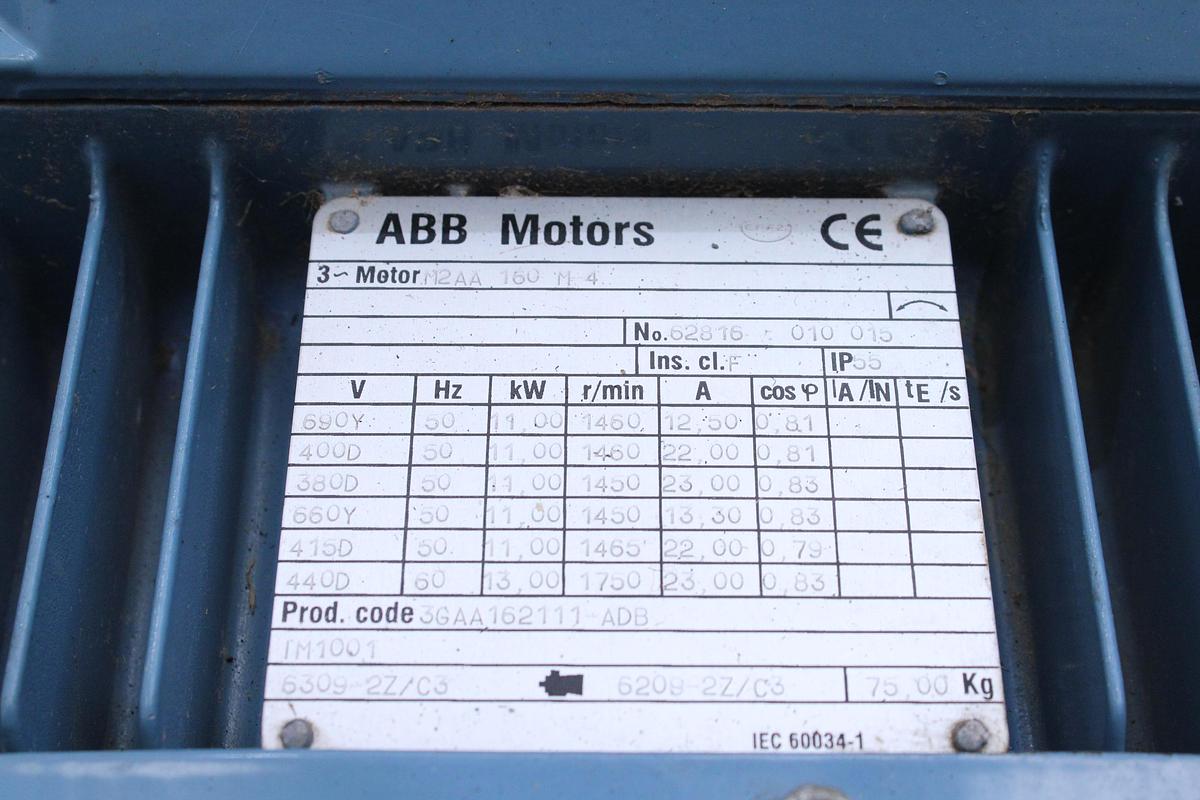 ABB Motors EFF2 CE
3~ Motor M2AA 160 M 4
No. 62816 - 010 015
Ins. cl. F IP 55
V Hz kW r/min A cos φ IA/IN tE/s
690Y 50 11,00 1460 12,50 0,81
400D 50 11,00 1460 22,00 0,81
380D 50 11,00 1450 23,00 0,83
660Y 50 11,00 1450 13,30 0,83
415D 50 11,00 1465 22,00 0,79
440D 60 13,00 1750 23,00 0,83
Prod. code 3GAA162111-ADB
TM1001
6309-2Z/C3 6209-2Z/C3 75,00 Kg
IEC 60034-1